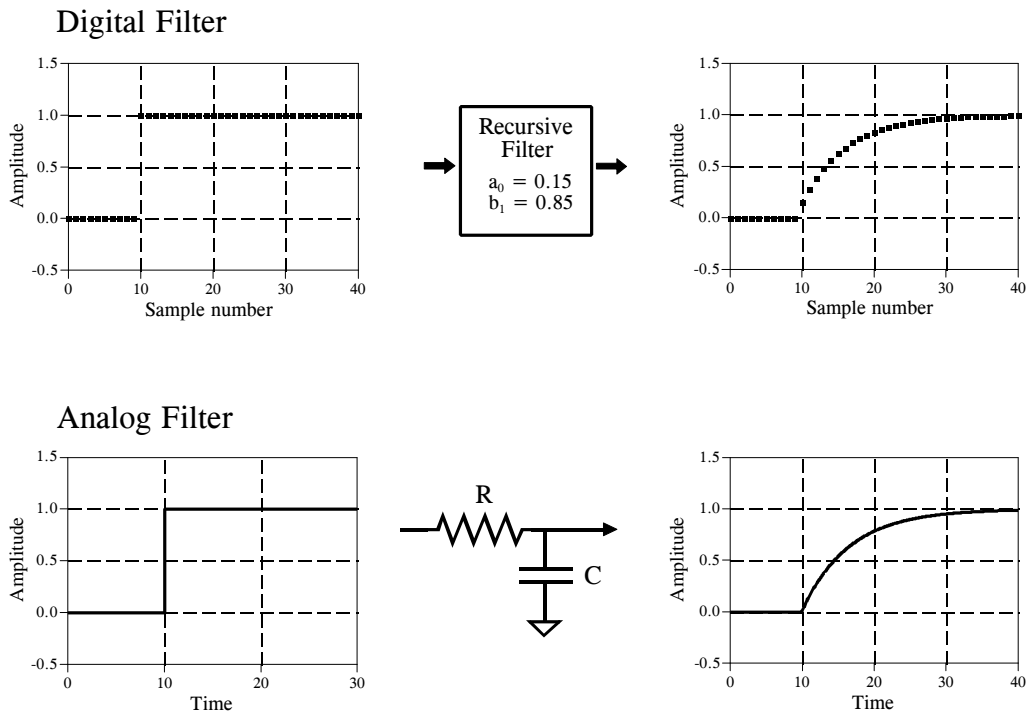 Digital Filter
1.5
1.0
0.5
0.0
-0.5
Amplitude
0 10 20 30 40
Sample number
Recursive
Filter
a₀ = 0.15
b₁ = 0.85
1.5
1.0
0.5
0.0
-0.5
Amplitude
0 10 20 30 40
Sample number
Analog Filter
1.5
1.0
0.5
0.0
-0.5
Amplitude
0 10 20 30
Time
R
C
1.5
1.0
0.5
0.0
-0.5
Amplitude
0 10 20 30 40
Time